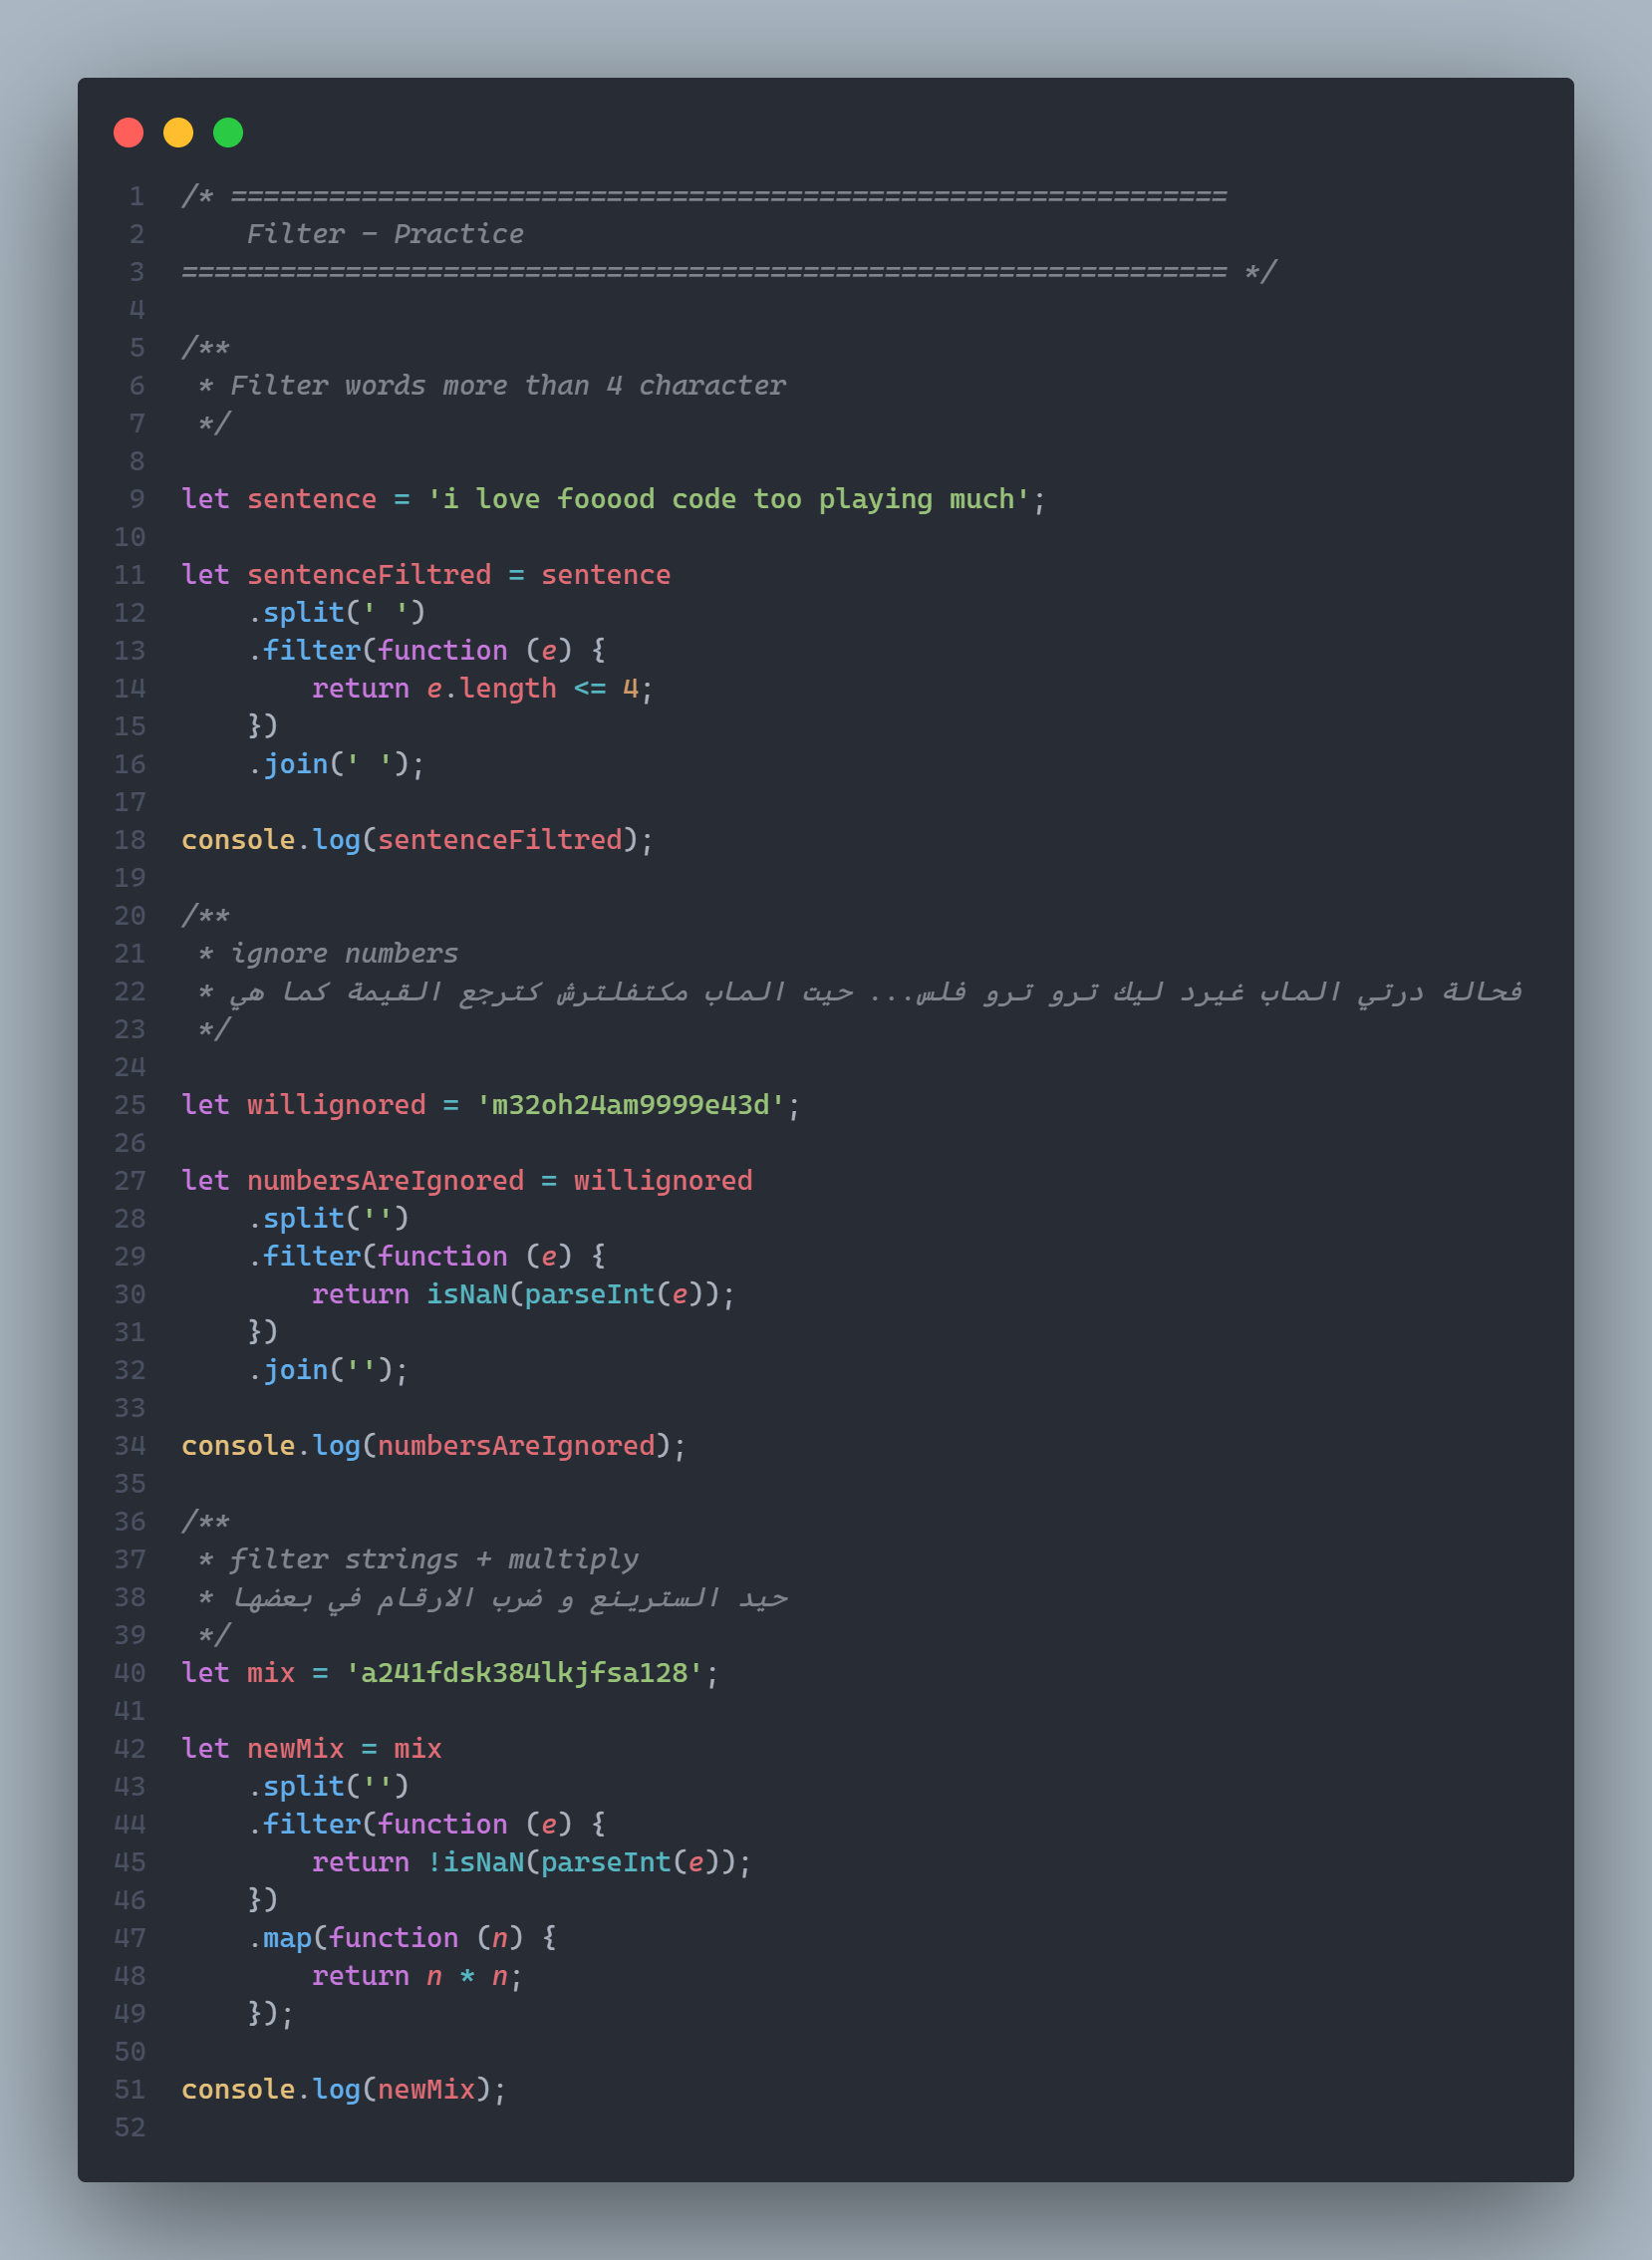 1 /* =============================================================
2     Filter - Practice
3 ================================================================ */
4
5 /**
6  * Filter words more than 4 character
7  */
8
9 let sentence = 'i love fooood code too playing much';
10
11 let sentenceFiltred = sentence
12     .split(' ')
13     .filter(function (e) {
14         return e.length <= 4;
15     })
16     .join(' ');
17
18 console.log(sentenceFiltred);
19
20 /**
21  * ignore numbers
22  * فحالة درتي الماب غيرد ليك ترو ترو فلس... حيت الماب مكتفلترش كترجع القيمة كما هي
23  */
24
25 let willignored = 'm32oh24am9999e43d';
26
27 let numbersAreIgnored = willignored
28     .split('')
29     .filter(function (e) {
30         return isNaN(parseInt(e));
31     })
32     .join('');
33
34 console.log(numbersAreIgnored);
35
36 /**
37  * filter strings + multiply
38  * حيد السترينع و ضرب الارقام في بعضها
39  */
40 let mix = 'a241fdsk384lkjfsa128';
41
42 let newMix = mix
43     .split('')
44     .filter(function (e) {
45         return !isNaN(parseInt(e));
46     })
47     .map(function (n) {
48         return n * n;
49     });
50
51 console.log(newMix);
52